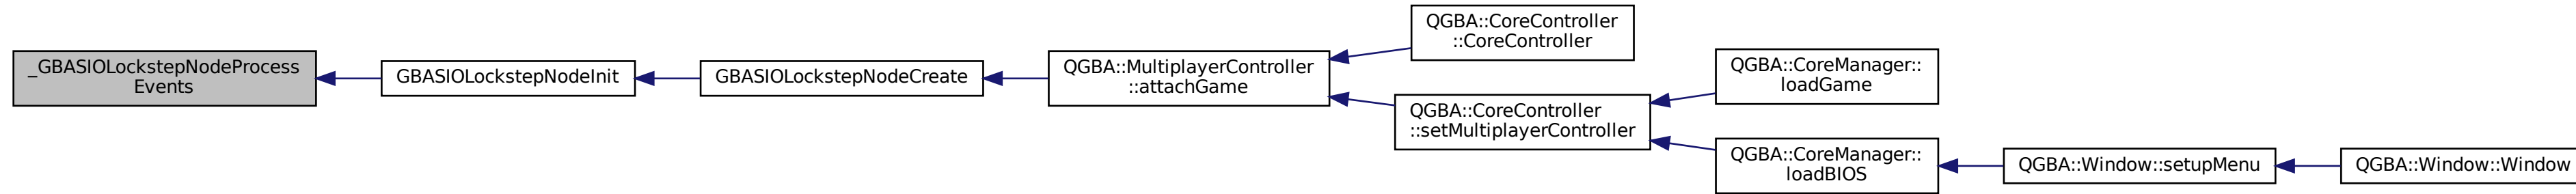 _GBASIOLockstepNodeProcess
Events
GBASIOLockstepNodeInit
GBASIOLockstepNodeCreate
QGBA::MultiplayerController
::attachGame
QGBA::CoreController
::CoreController
QGBA::CoreController
::setMultiplayerController
QGBA::CoreManager::
loadGame
QGBA::CoreManager::
loadBIOS
QGBA::Window::setupMenu
QGBA::Window::Window